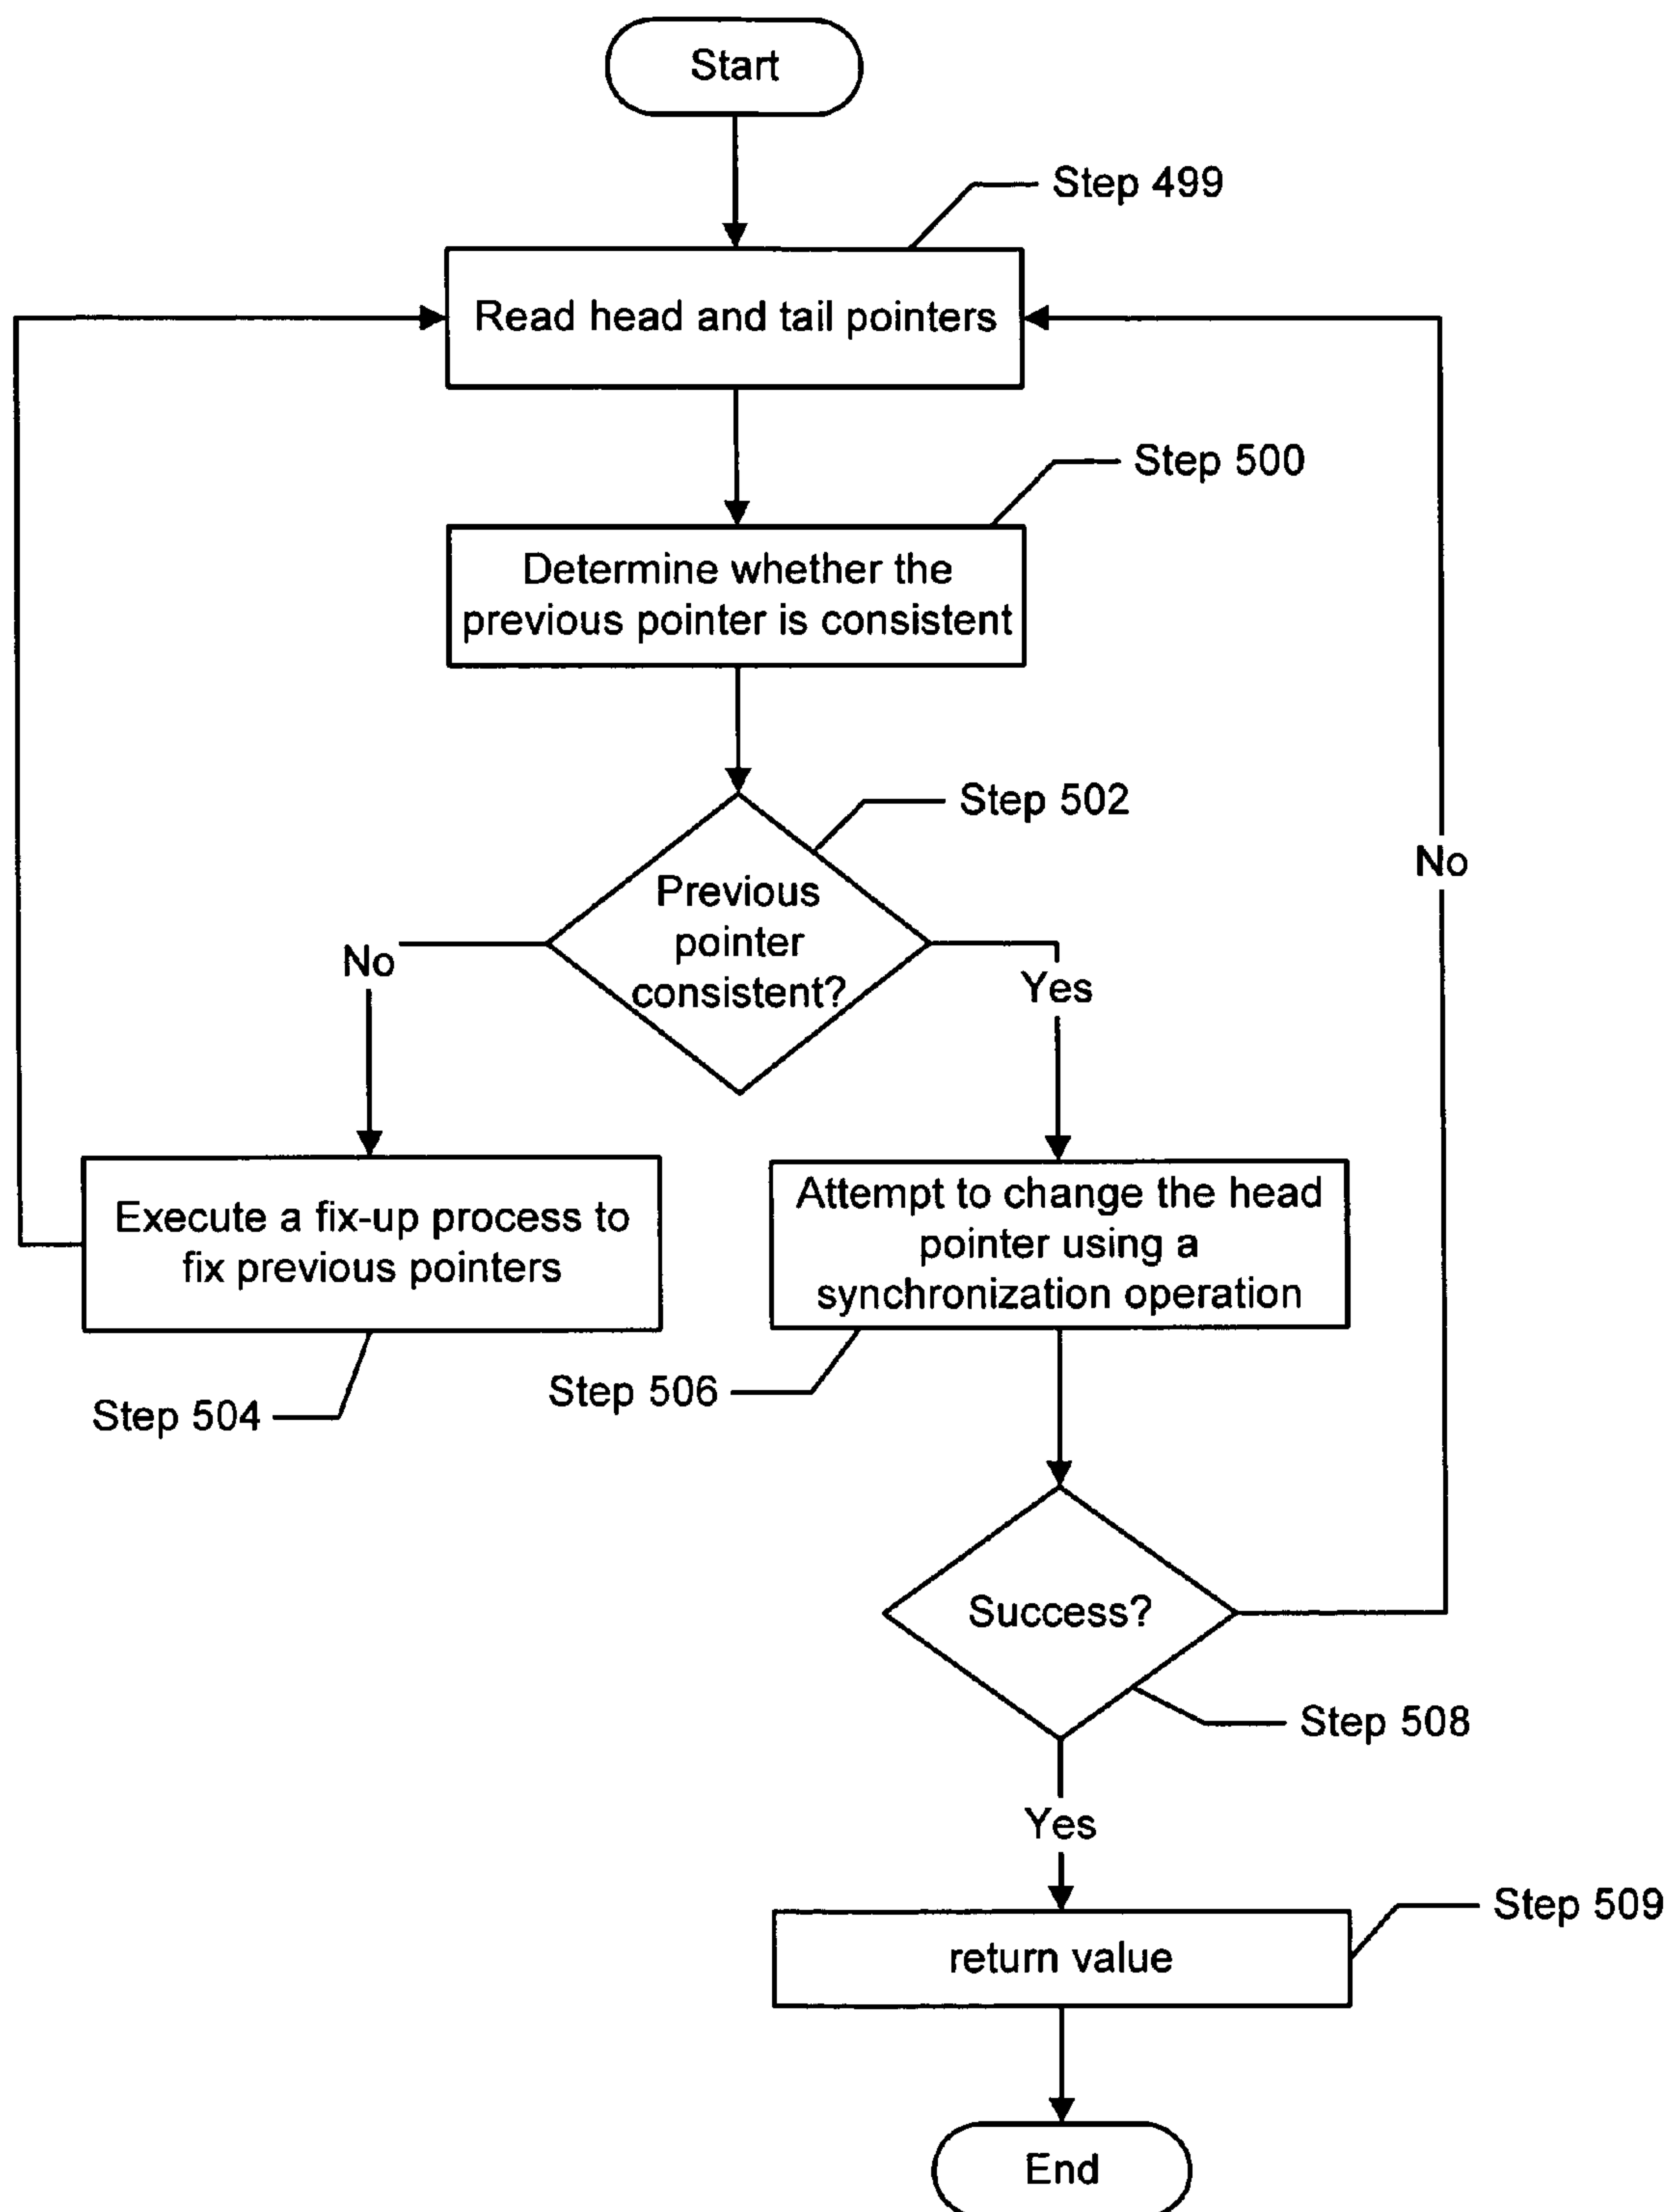 Start
Step 499
Read head and tail pointers
Step 500
Determine whether the
previous pointer is consistent
Step 502
Previous
pointer
consistent?
No
Yes
No
Execute a fix-up process to
fix previous pointers
Step 504
Attempt to change the head
pointer using a
synchronization operation
Step 506
Success?
Step 508
Yes
Step 509
return value
End